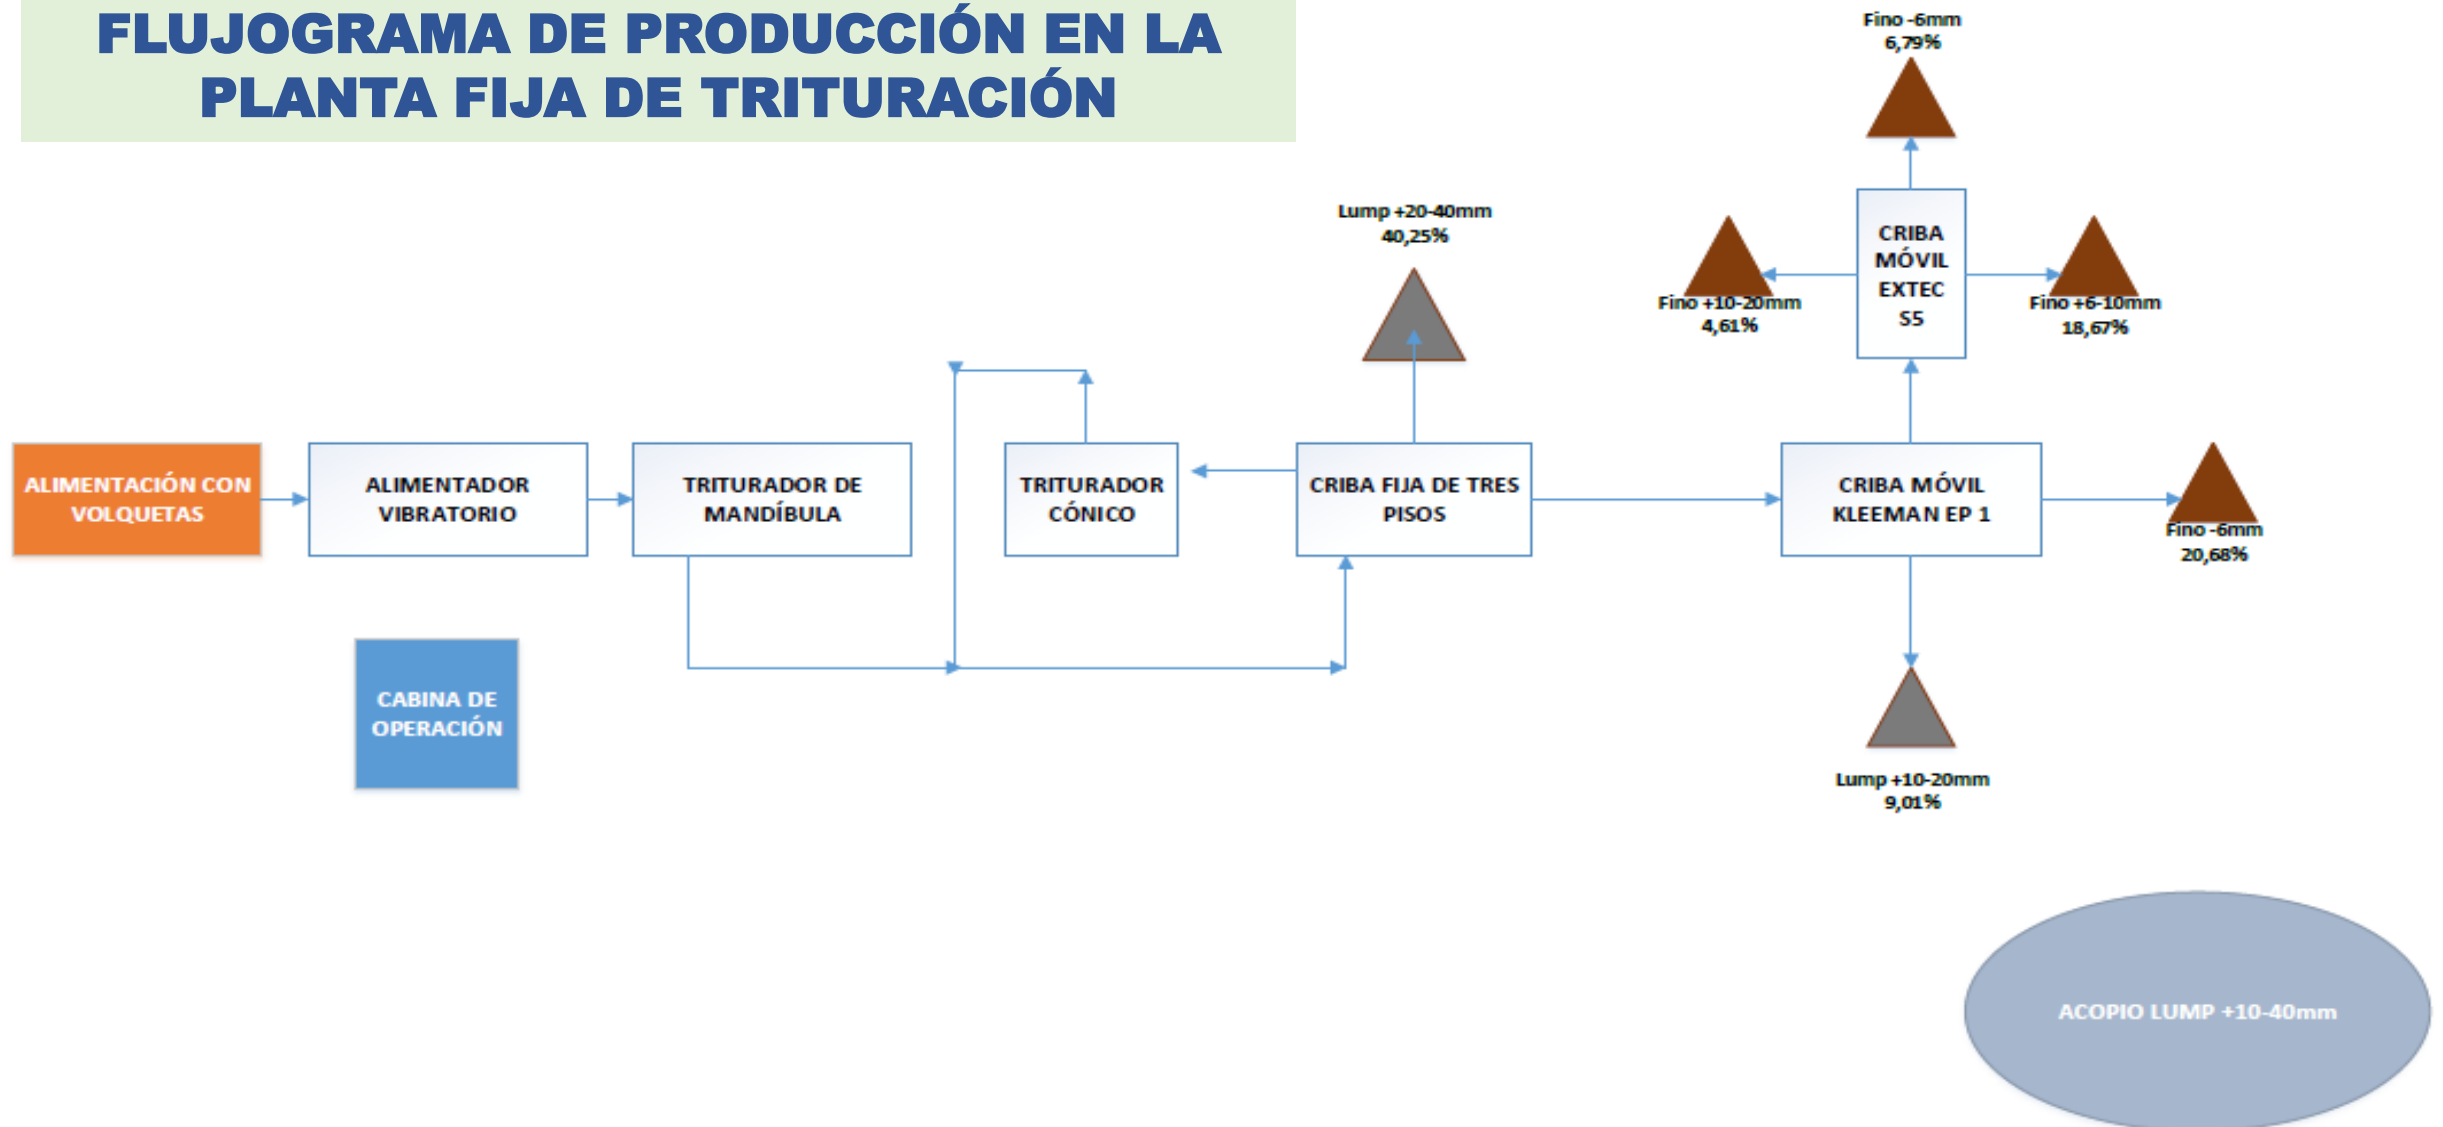 FLUJOGRAMA DE PRODUCCIÓN EN LA
PLANTA FIJA DE TRITURACIÓN
Fino -6mm
6,79%
Lump +20-40mm
40,25%
CRIBA
MÓVIL
EXTEC
S5
Fino +10-20mm
4,61%
Fino +6-10mm
18,67%
ALIMENTACIÓN CON
VOLQUETAS
ALIMENTADOR
VIBRATORIO
TRITURADOR DE
MANDÍBULA
TRITURADOR
CÓNICO
CRIBA FIJA DE TRES
PISOS
CRIBA MÓVIL
KLEEMAN EP 1
Fino -6mm
20,68%
CABINA DE
OPERACIÓN
Lump +10-20mm
9,01%
ACOPIO LUMP +10-40mm